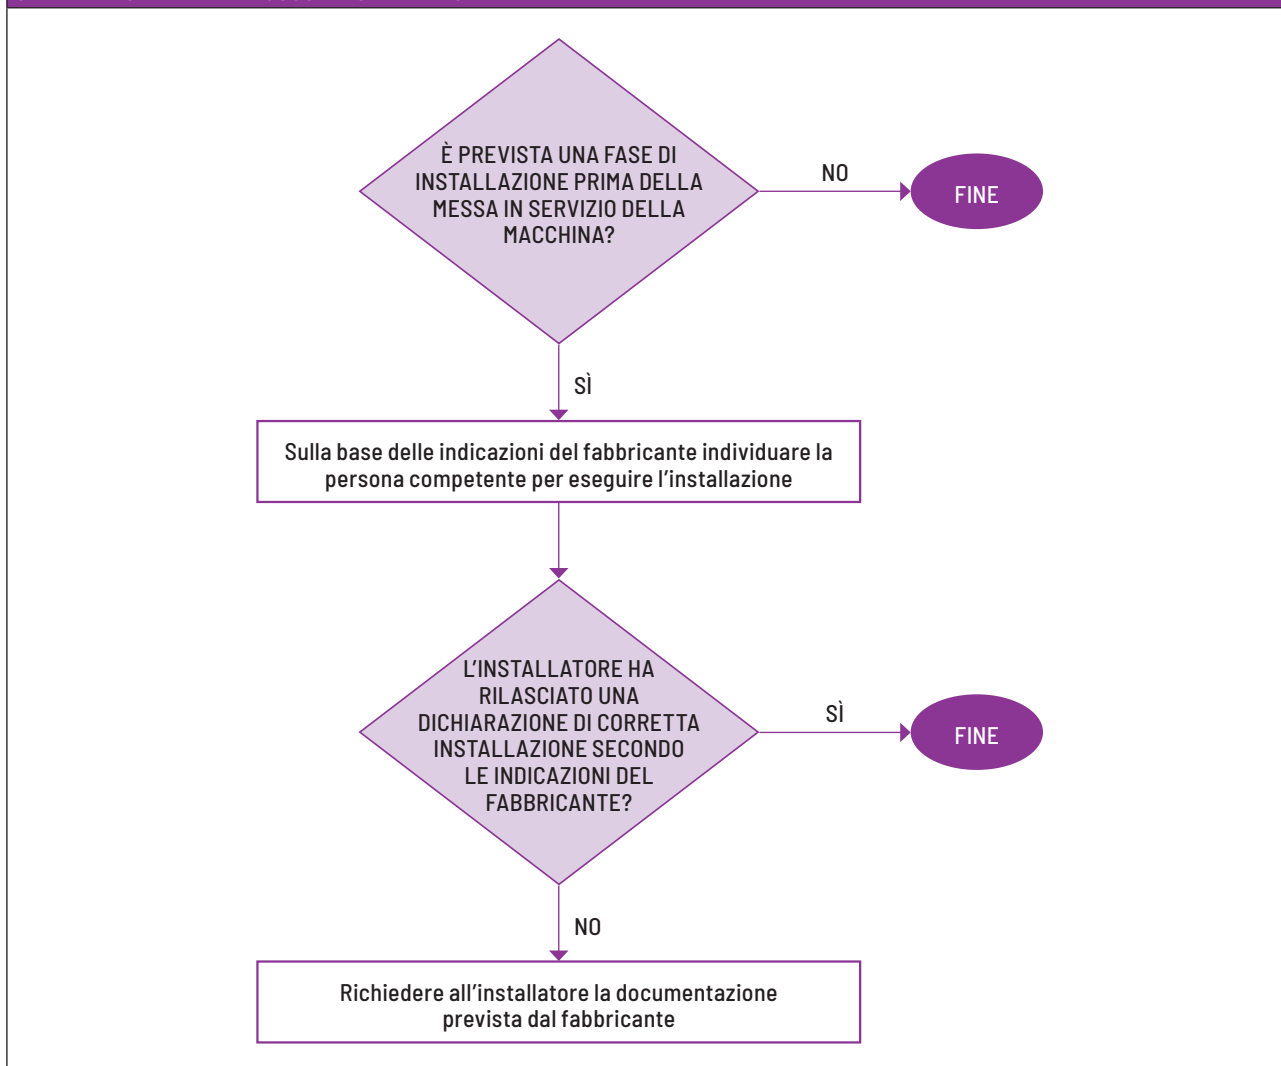 È PREVISTA UNA FASE DI
INSTALLAZIONE PRIMA DELLA
MESSA IN SERVIZIO DELLA
MACCHINA?
NO
FINE
SÌ
Sulla base delle indicazioni del fabbricante individuare la
persona competente per eseguire l'installazione
L'INSTALLATORE HA
RILASCIATO UNA
DICHIARAZIONE DI CORRETTA
INSTALLAZIONE SECONDO
LE INDICAZIONI DEL
FABBRICANTE?
SÌ
FINE
NO
Richiedere all'installatore la documentazione
prevista dal fabbricante